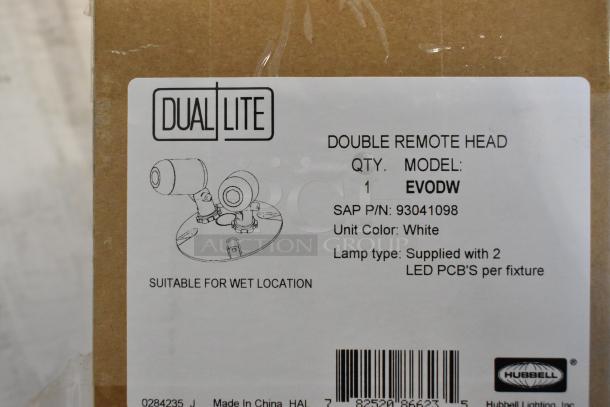 DUAL LITE
DOUBLE REMOTE HEAD
QTY. MODEL:
1 EVODW
SAP P/N: 93041098
Unit Color: White
Lamp type: Supplied with 2
LED PCB'S per fixture
AUCTION GROUP
SUITABLE FOR WET LOCATION
HUBBELL
®
0284235 J Made In China HAL 7 82520 86623 5 Hubbell Lighting, Inc